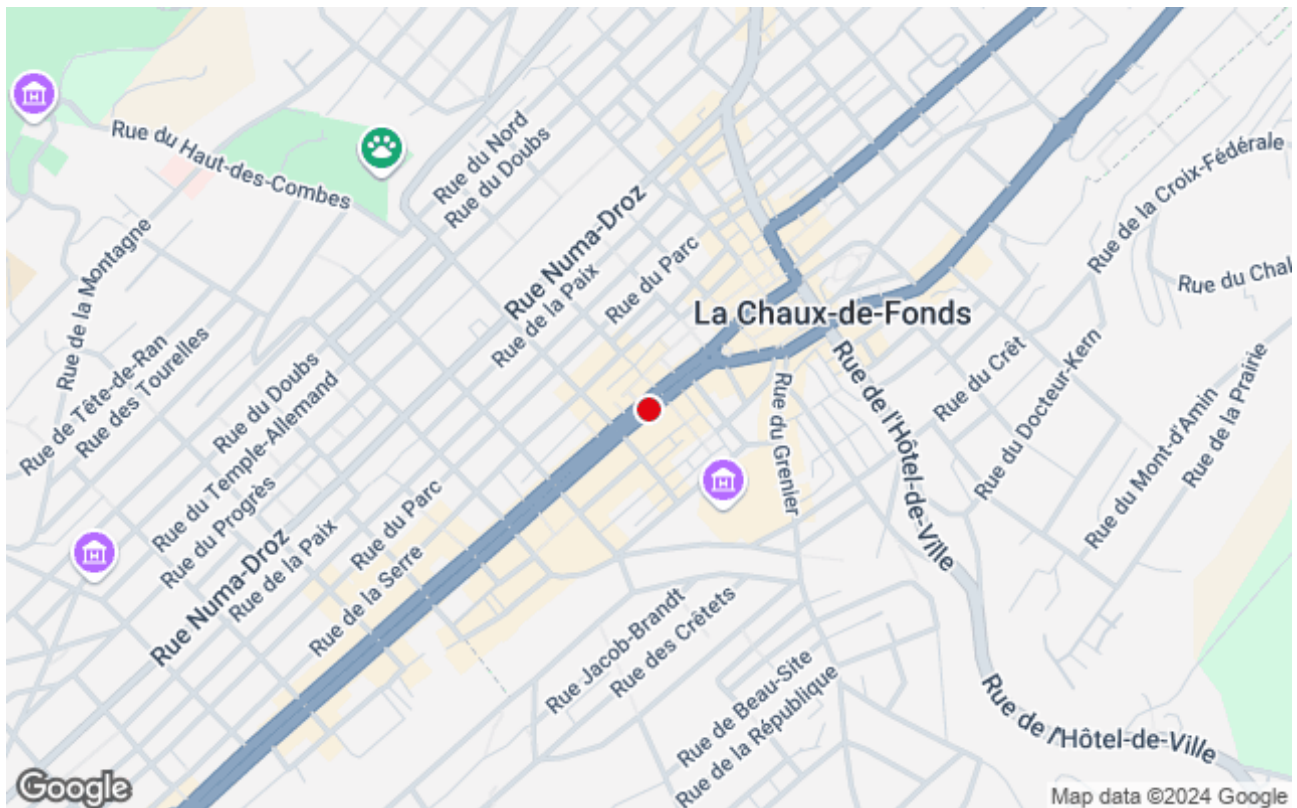 Rue du Haut-des-Combes
Rue du Nord
Rue du Doubs
Rue de la Croix-Fédérale
Rue du Chal
Rue de la Montagne
Rue Numa-Droz
Rue de la Paix
Rue du Parc
La Chaux-de-Fonds
Rue de Tête-de-Ran
Rue des Tourelles
Rue du Doubs
Rue du Temple-Allemand
Rue du Progrès
Rue Numa-Droz
Rue de la Paix
Rue du Parc
Rue de la Serre
Rue du Grenier
Rue de l'Hôtel-de-Ville
Rue du Crêt
Rue du Docteur-Kern
Rue du Mont-d'Amin
Rue de la Prairie
Rue Jacob-Brandt
Rue des Crêtets
Rue de Beau-Site
Rue de la République
Rue de l'Hôtel-de-Ville
Google
Map data ©2024 Google